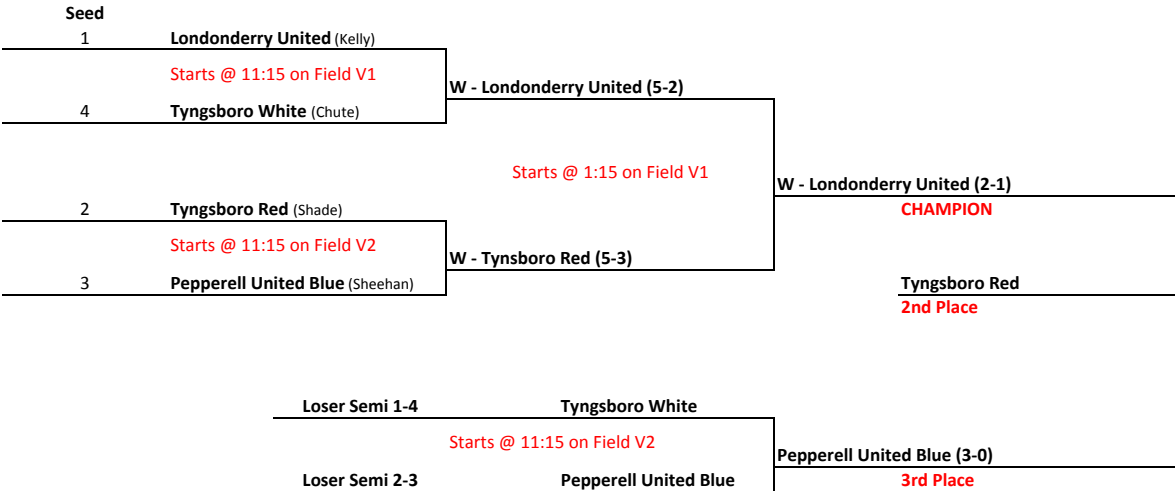 Seed
1 Londonderry United (Kelly)
Starts @ 11:15 on Field V1
W - Londonderry United (5-2)
4 Tyngsboro White (Chute)
Starts @ 1:15 on Field V1
W - Londonderry United (2-1)
2 Tyngsboro Red (Shade)
CHAMPION
Starts @ 11:15 on Field V2
W - Tynsboro Red (5-3)
3 Pepperell United Blue (Sheehan)
Tyngsboro Red
2nd Place
Loser Semi 1-4 Tyngsboro White
Starts @ 11:15 on Field V2
Pepperell United Blue (3-0)
Loser Semi 2-3 Pepperell United Blue
3rd Place